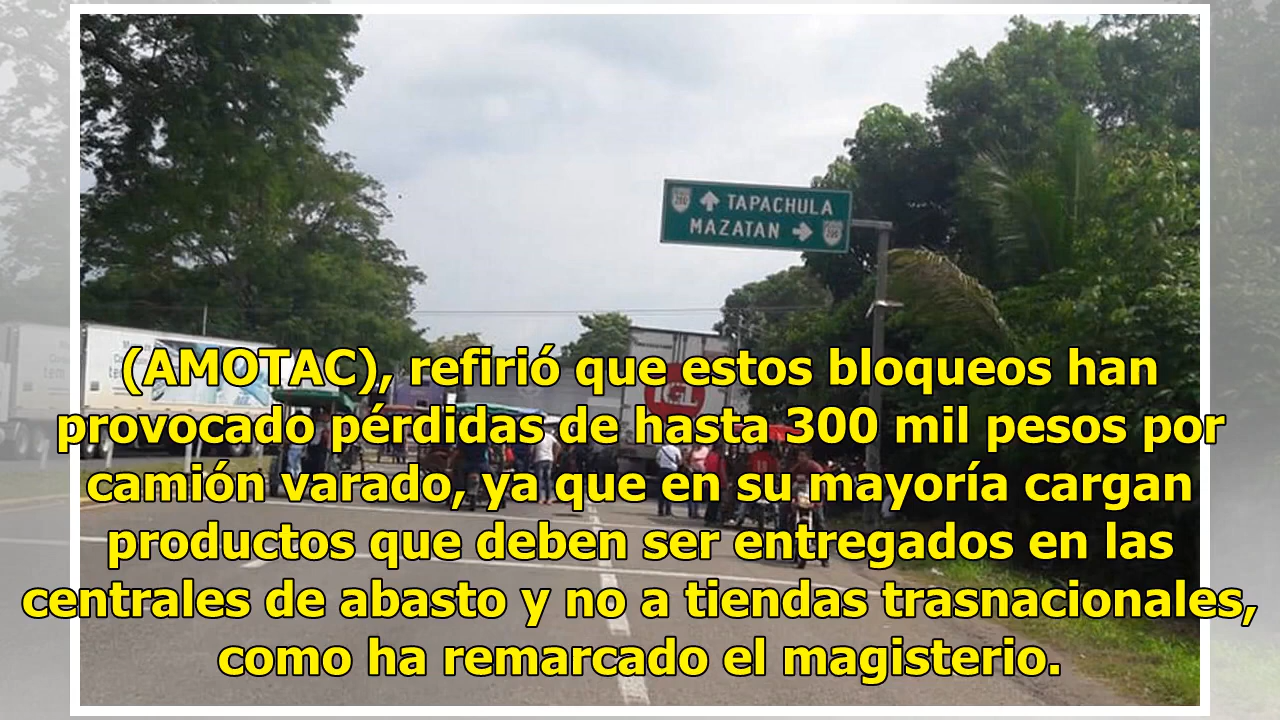 TAPACHULA
MAZATAN
(AMOTAC), refirió que estos bloqueos han
provocado pérdidas de hasta 300 mil pesos por
camión varado, ya que en su mayoría cargan
productos que deben ser entregados en las
centrales de abasto y no a tiendas trasnacionales,
como ha remarcado el magisterio.